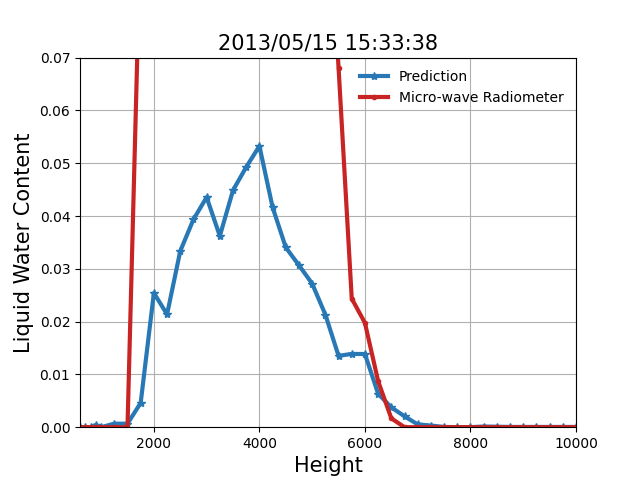 2013/05/15 15:33:38
0.07
0.06
0.05
0.04
0.03
0.02
0.01
0.00
Liquid Water Content
Prediction
Micro-wave Radiometer
2000 4000 6000 8000 10000
Height